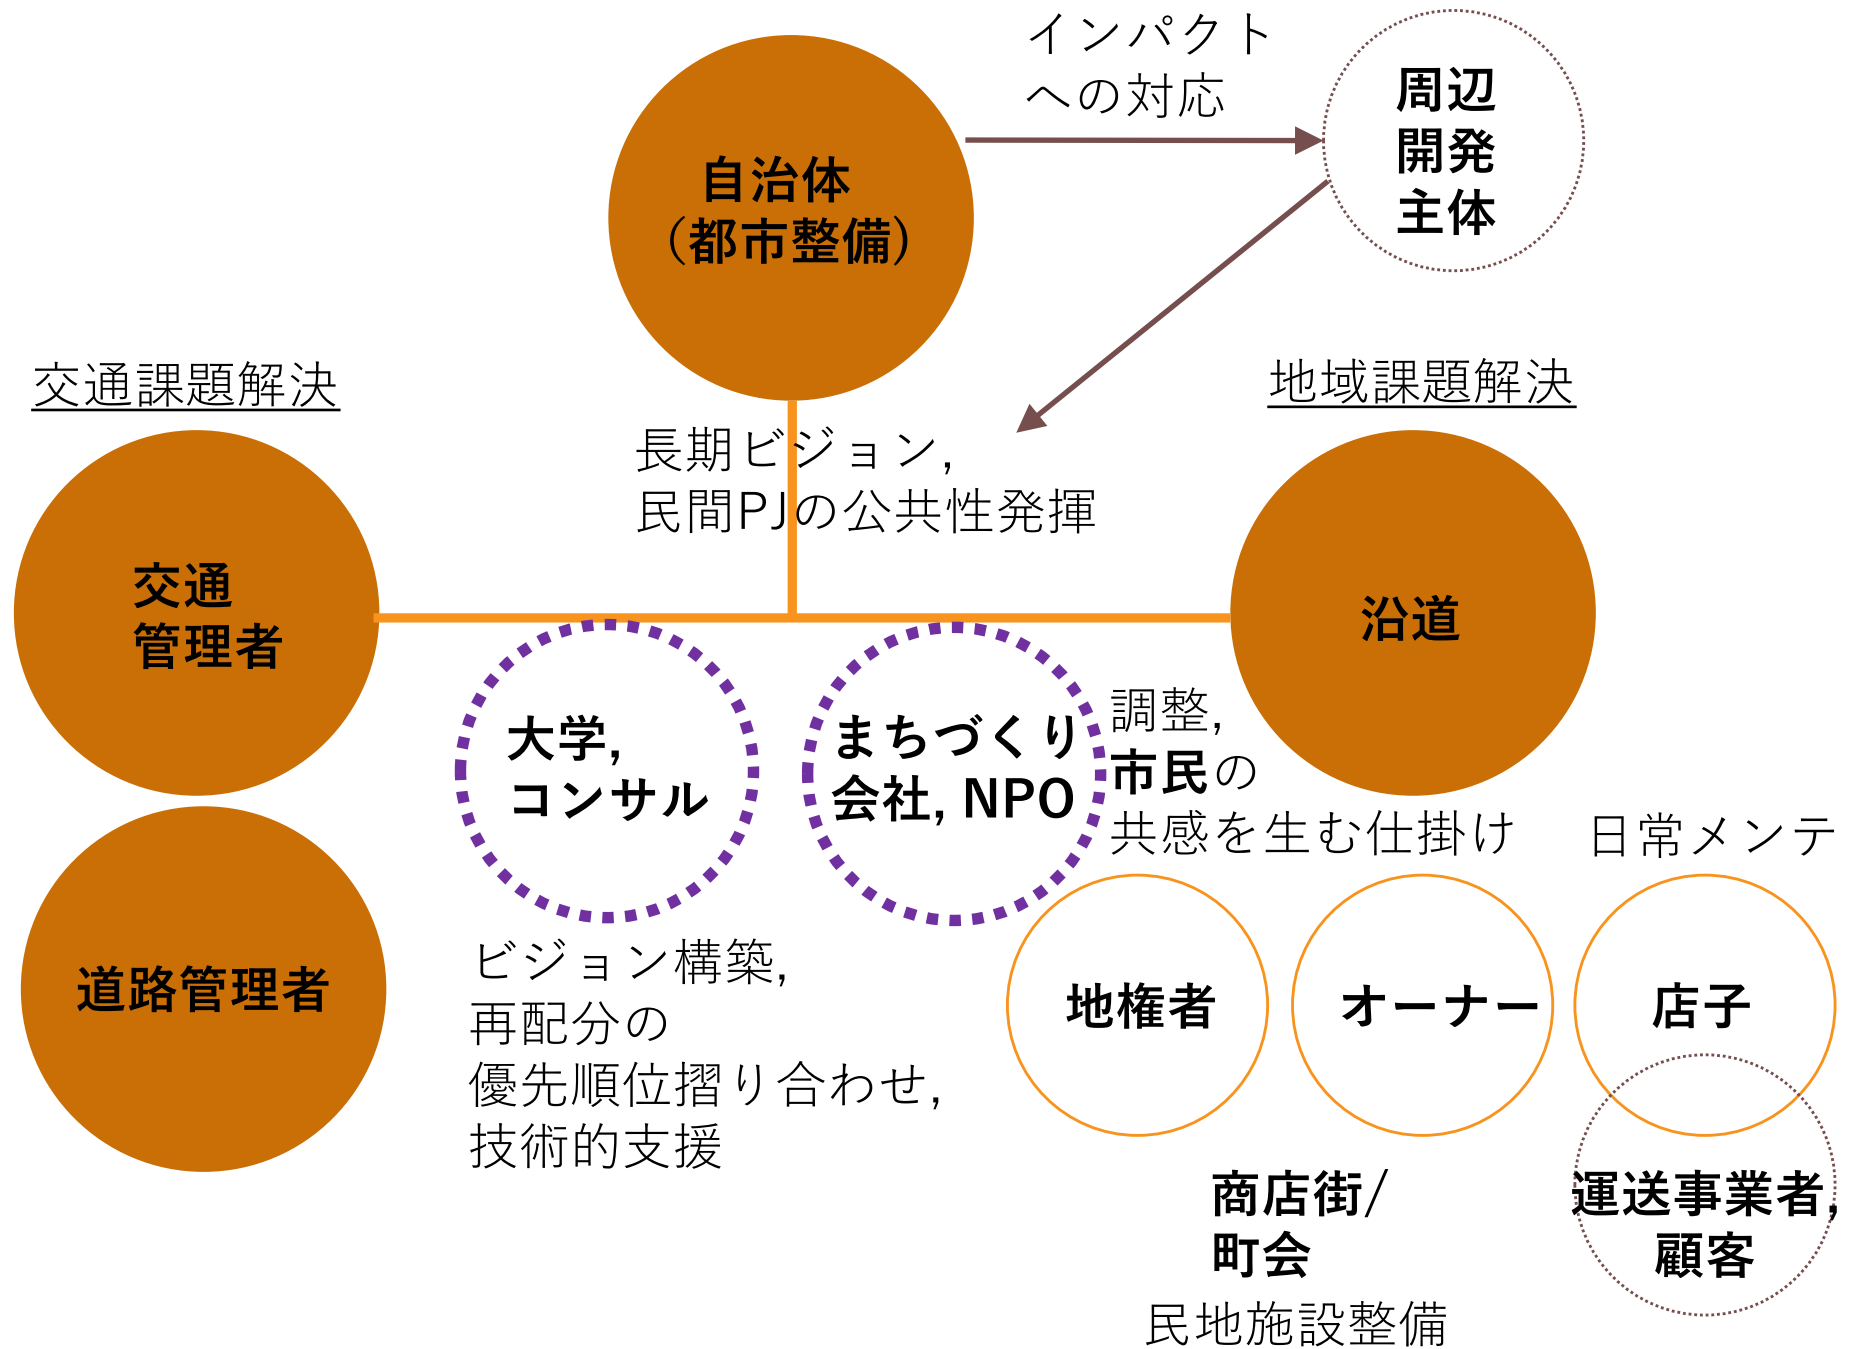 インパクト
への対応
周辺
開発
主体
自治体
（都市整備）
交通課題解決
地域課題解決
長期ビジョン,
民間PJの公共性発揮
交通
管理者
沿道
大学,
コンサル
まちづくり
会社, NPO
調整,
市民の
共感を生む仕掛け
日常メンテ
道路管理者
ビジョン構築,
再配分の
優先順位摺り合わせ,
技術的支援
地権者
オーナー
店子
商店街/
町会
民地施設整備
運送事業者,
顧客